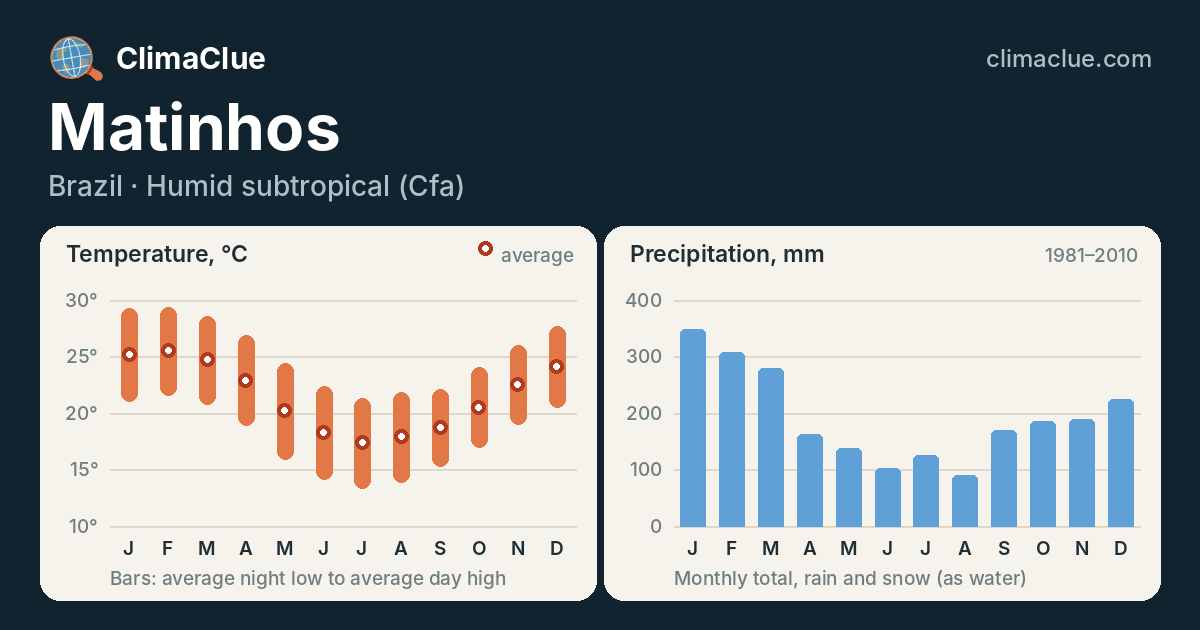 ClimaClue
climaclue.com
Matinhos
Brazil · Humid subtropical (Cfa)
Temperature, °C
average
30°
25°
20°
15°
10°
J F M A M J J A S O N D
Bars: average night low to average day high
Precipitation, mm
1981–2010
400
300
200
100
0
J F M A M J J A S O N D
Monthly total, rain and snow (as water)